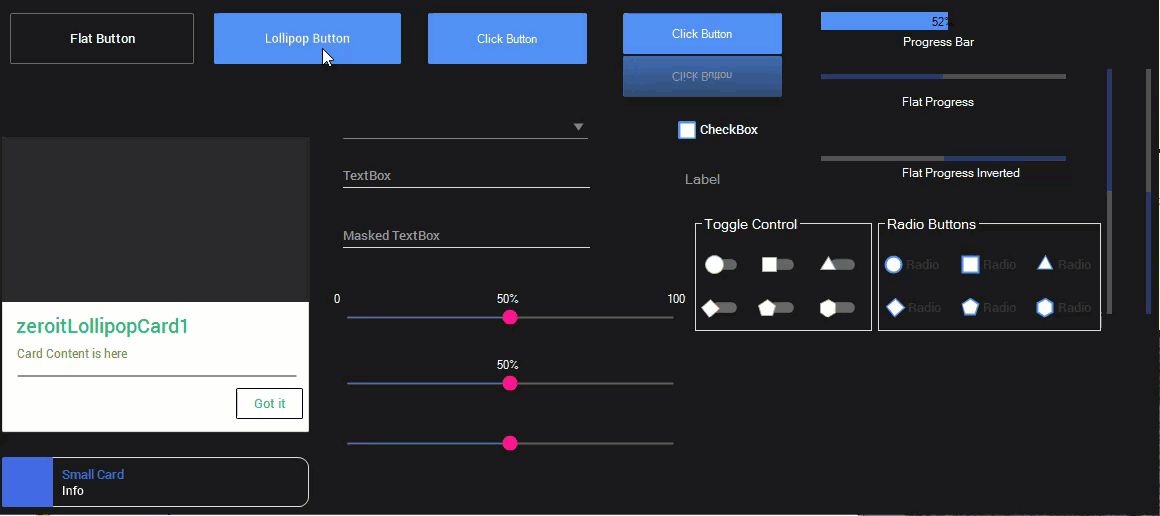 Flat Button
Lollipop Button
Click Button
Click Button
Click Button
52%
Progress Bar
Flat Progress
Flat Progress Inverted
CheckBox
TextBox
Label
Masked TextBox
Toggle Control
Radio Buttons
Radio
Radio
Radio
Radio
Radio
Radio
0
50%
100
50%
zeroitLollipopCard1
Card Content is here
Got it
Small Card
Info